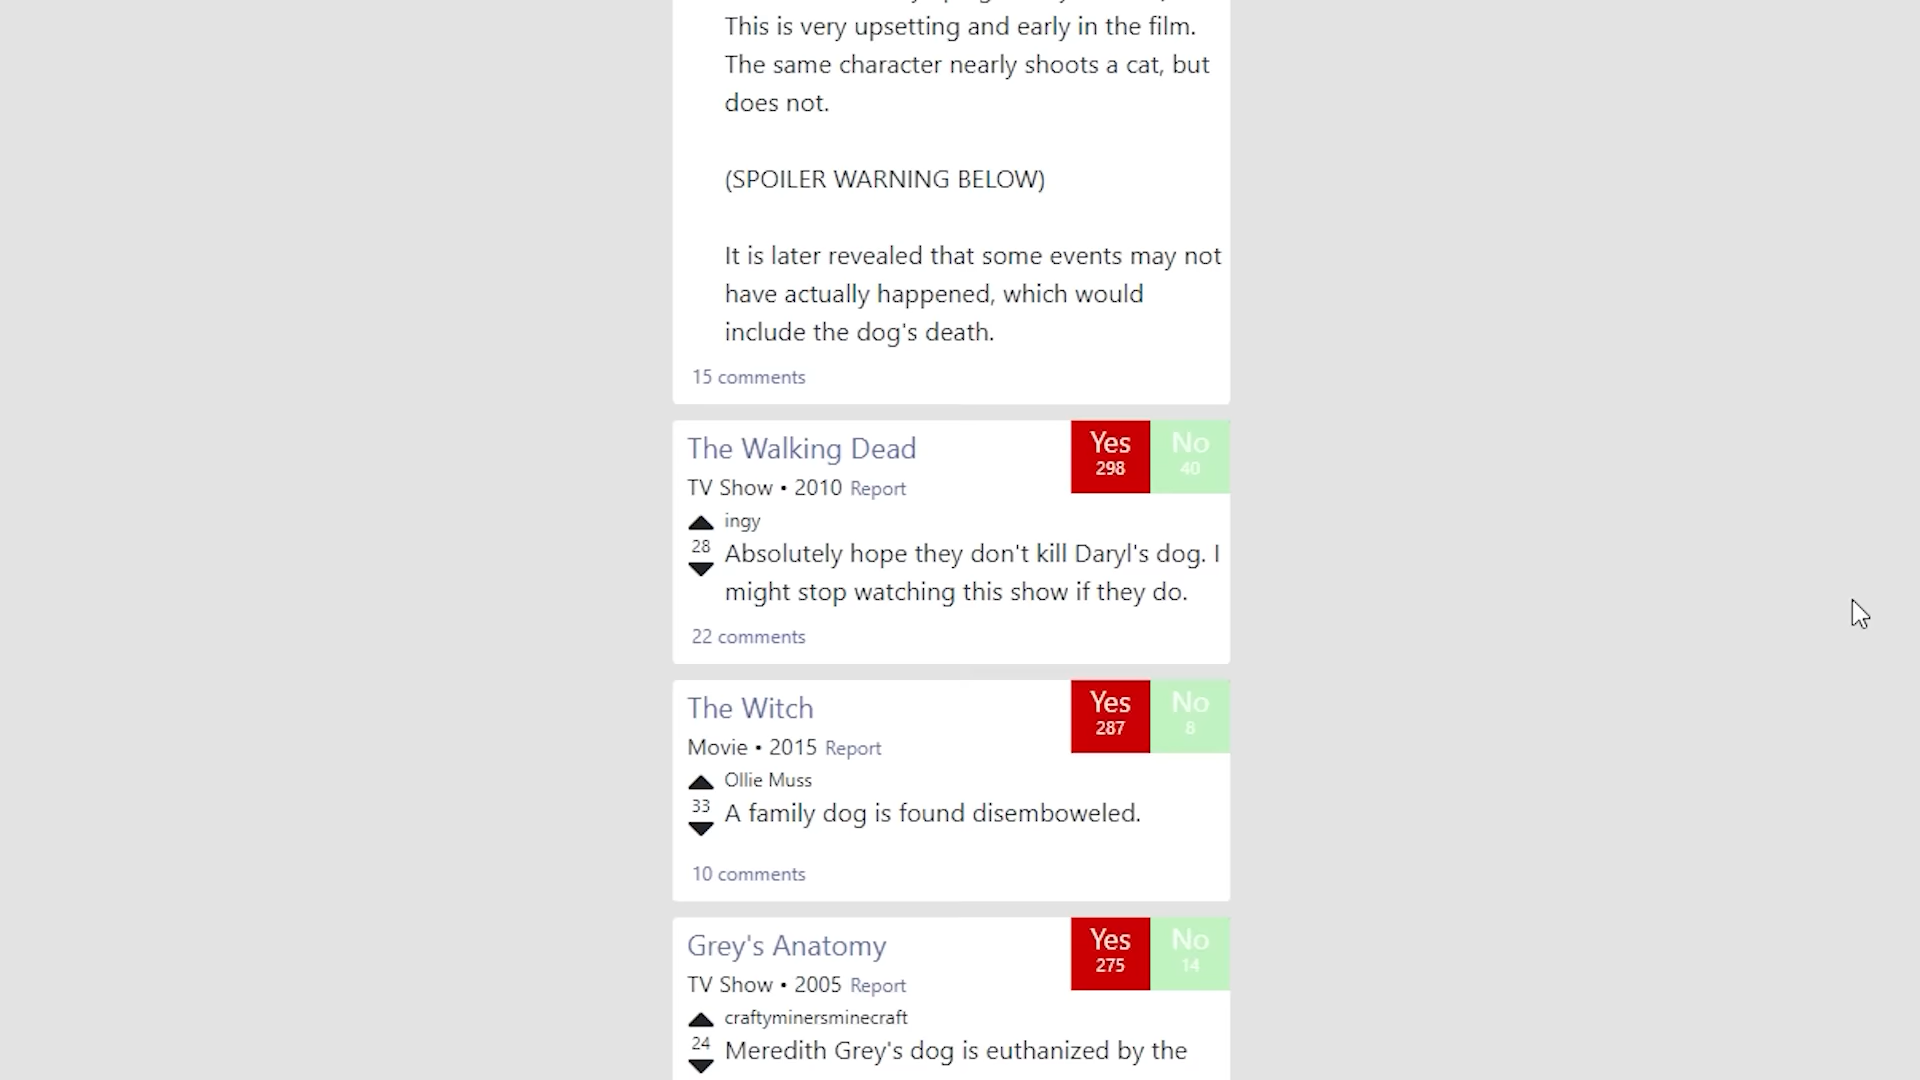 This is very upsetting and early in the film.
The same character nearly shoots a cat, but
does not.
(SPOILER WARNING BELOW)
It is later revealed that some events may not
have actually happened, which would
include the dog's death.
15 comments
The Walking Dead
Yes
298
No
40
TV Show • 2010 Report
ingy
28
Absolutely hope they don't kill Daryl's dog. I
might stop watching this show if they do.
22 comments
The Witch
Yes
287
No
8
Movie • 2015 Report
Ollie Muss
33
A family dog is found disemboweled.
10 comments
Grey's Anatomy
Yes
275
No
14
TV Show • 2005 Report
craftyminersminecraft
24
Meredith Grey's dog is euthanized by the